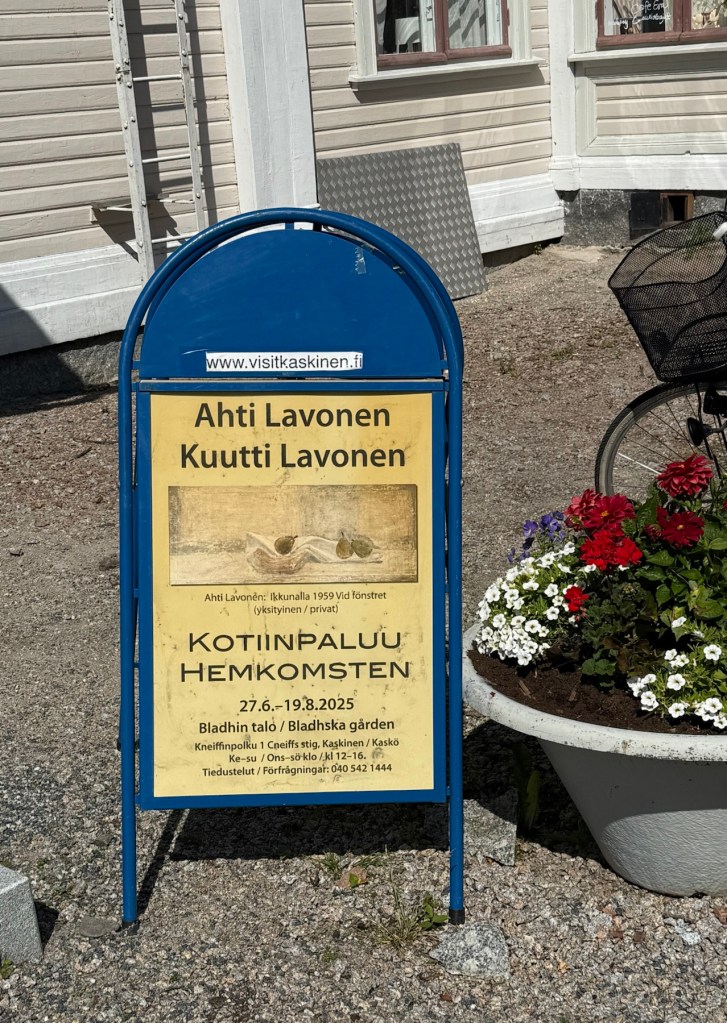 www.visitkaskinen.fi
Ahti Lavonen
Kuutti Lavonen
Ahti Lavonen: Ikkunalla 1959 Vid fönstret
(yksityinen / privat)
KOTIINPALUU
HEMKOMSTEN
27.6.–19.8.2025
Bladhin talo / Bladhska gården
Kneiffinpolku 1 Cneiffs stig, Kaskinen / Kaskö
Ke–su / Ons–sö klo / kl 12–16.
Tiedustelut / Förfrågningar: 040 542 1444